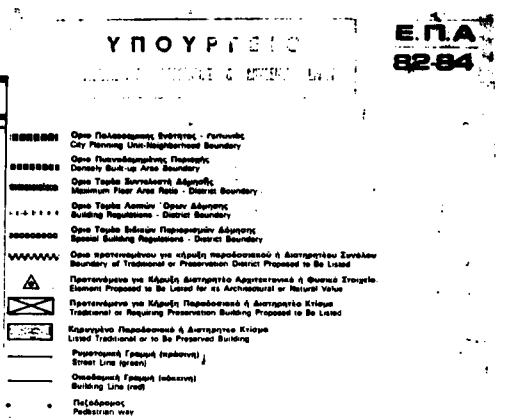 ΥΠΟΥΡΓΕΙΟ
Ε.Π.Α
82-84
Όριο Πολεοδομικής Ενότητας - Γειτονιάς
City Planning Unit-Neighborhood Boundary
Όριο Πυκνοδομημένης Περιοχής
Densely Built-up Area Boundary
Όριο Τομέα Συντελεστή Δόμησης
Maximum Floor Area Ratio - District Boundary
Όριο Τομέα Λοιπών Όρων Δόμησης
Building Regulations - District Boundary
Όριο Τομέα Ειδικών Περιορισμών Δόμησης
Special Building Regulations - District Boundary
Όριο προτεινομένου για κήρυξη παραδοσιακού ή Διατηρητέου Συνόλου
Boundary of Traditional or Preservation District Proposed to Be Listed
Προτεινόμενο για Κήρυξη Διατηρητέο Αρχιτεκτονικό ή Φυσικό Στοιχείο
Element Proposed to Be Listed for its Architectural or Natural Value
Προτεινόμενο για Κήρυξη Παραδοσιακό ή Διατηρητέο Κτίσμα
Traditional or Requiring Preservation Building Proposed to Be Listed
Κηρυγμένο Παραδοσιακό ή Διατηρητέο Κτίσμα
Listed Traditional or to Be Preserved Building
Ρυμοτομική Γραμμή (πράσινη)
Street Line (green)
Οικοδομική Γραμμή (κόκκινη)
Building Line (red)
Πεζόδρομος
Pedestrian way